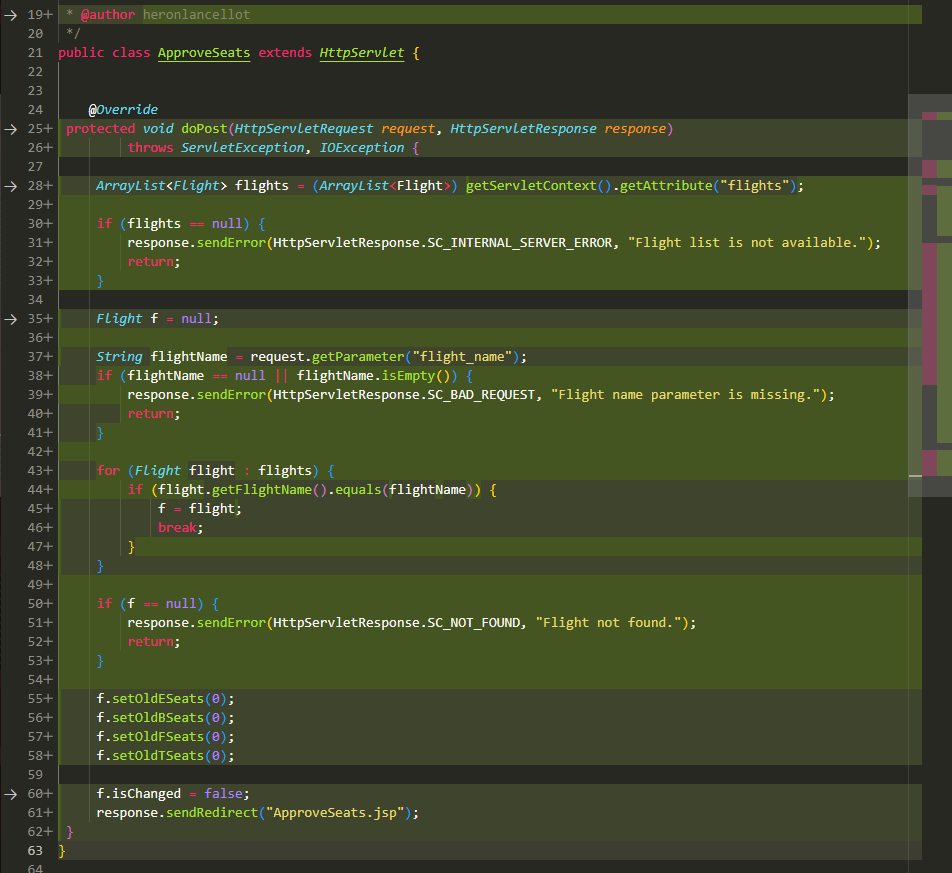 19+ * @author heronlancellot
20 */
21 public class ApproveSeats extends HttpServlet {
22
23
24 @Override
25+ protected void doPost(HttpServletRequest request, HttpServletResponse response)
26+ throws ServletException, IOException {
27
28+ ArrayList<Flight> flights = (ArrayList<Flight>) getServletContext().getAttribute("flights");
29+
30+ if (flights == null) {
31+ response.sendError(HttpServletResponse.SC_INTERNAL_SERVER_ERROR, "Flight list is not available.");
32+ return;
33+ }
34
35+ Flight f = null;
36+
37+ String flightName = request.getParameter("flight_name");
38+ if (flightName == null || flightName.isEmpty()) {
39+ response.sendError(HttpServletResponse.SC_BAD_REQUEST, "Flight name parameter is missing.");
40+ return;
41+ }
42+
43+ for (Flight flight : flights) {
44+ if (flight.getFlightName().equals(flightName)) {
45+ f = flight;
46+ break;
47+ }
48+ }
49+
50+ if (f == null) {
51+ response.sendError(HttpServletResponse.SC_NOT_FOUND, "Flight not found.");
52+ return;
53+ }
54+
55+ f.setOldESeats(0);
56+ f.setOldBSeats(0);
57+ f.setOldFSeats(0);
58+ f.setOldTSeats(0);
59
60+ f.isChanged = false;
61+ response.sendRedirect("ApproveSeats.jsp");
62+ }
63 }
64